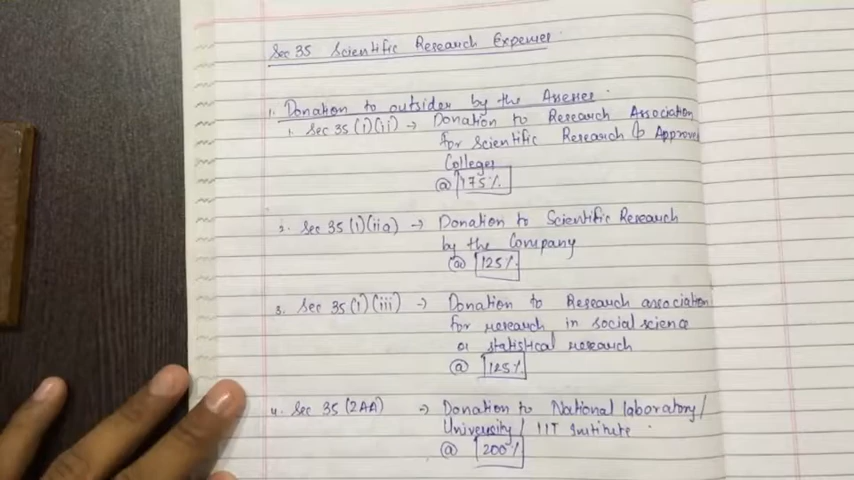 Sec 35 Scientific Research Expenses
1. Donation to outsider by the Assessee
1. Sec 35(1)(ii) → Donation to Research Association
for Scientific Research & Approved
Colleges
@ 175%.
2. Sec 35(1)(iia) → Donation to Scientific Research
by the Company
@ 125%.
3. Sec 35(1)(iii) → Donation to Research association
for research in social science
or statistical research
@ 125%.
4. Sec 35(2AA) → Donation to National laboratory/
University/ IIT Institute
@ 200%